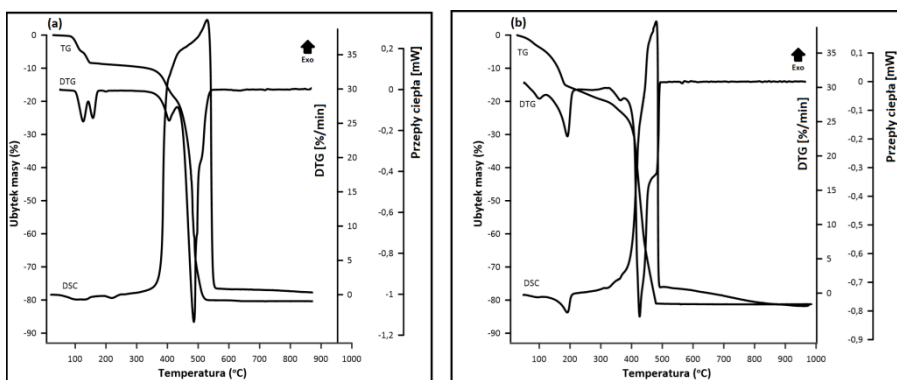 (a)
TG
DTG
DSC
Exo
Ubytek masy (%)
0
-10
-20
-30
-40
-50
-60
-70
-80
-90
0 100 200 300 400 500 600 700 800 900 1000
Temperatura (°C)
DTG [%/min]
35
30
25
20
15
10
5
0
Przepły ciepła [mW]
0,2
0
-0,2
-0,4
-0,6
-0,8
-1
-1,2
(b)
TG
DTG
DSC
Exo
Ubytek masy (%)
0
-10
-20
-30
-40
-50
-60
-70
-80
-90
0 100 200 300 400 500 600 700 800 900 1000
Temperatura (°C)
DTG [%/min]
35
30
25
20
15
10
5
0
Przepły ciepła [mW]
0,1
0
-0,1
-0,2
-0,3
-0,4
-0,5
-0,6
-0,7
-0,8
-0,9